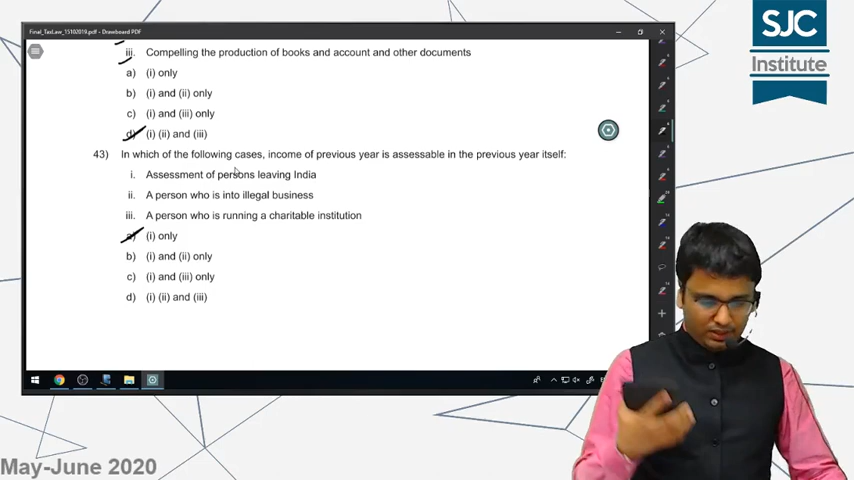 Final_TaxLaw_15102019.pdf - Drawboard PDF
SJC
Institute
iii. Compelling the production of books and account and other documents
a) (i) only
b) (i) and (ii) only
c) (i) and (iii) only
d) (i) (ii) and (iii)
43) In which of the following cases, income of previous year is assessable in the previous year itself:
i. Assessment of persons leaving India
ii. A person who is into illegal business
iii. A person who is running a charitable institution
a) (i) only
b) (i) and (ii) only
c) (i) and (iii) only
d) (i) (ii) and (iii)
May-June 2020